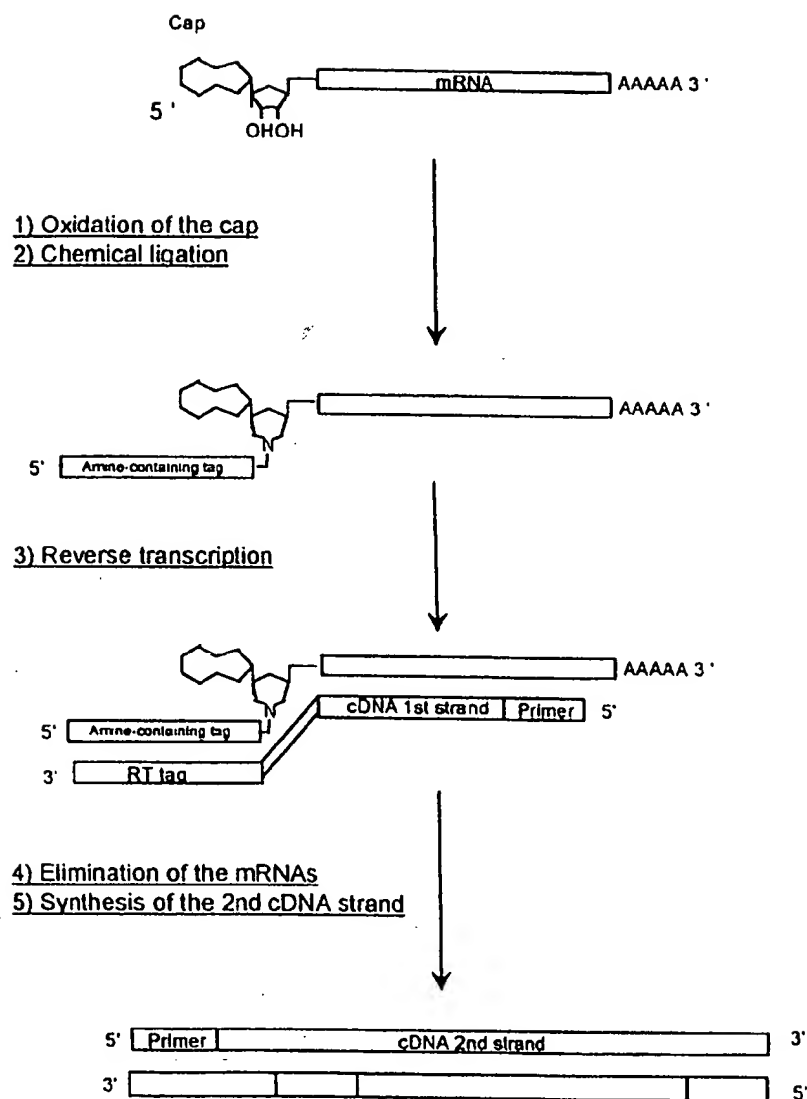 Cap
mRNA AAAAA 3 '
5 '
OHOH
1) Oxidation of the cap
2) Chemical ligation
AAAAA 3 '
N
5' Amine-containing tag
3) Reverse transcription
AAAAA 3 '
cDNA 1st strand Primer 5'
N
5' Amine-containing tag
3' RT tag
4) Elimination of the mRNAs
5) Synthesis of the 2nd cDNA strand
5' Primer cDNA 2nd strand 3'
3' 5'